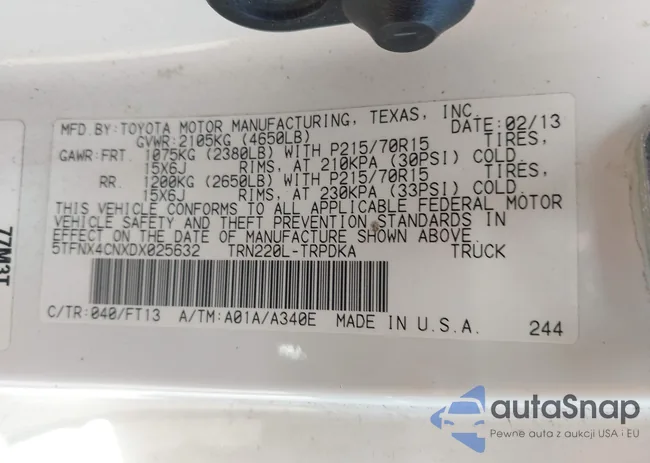 MFD.BY:TOYOTA MOTOR MANUFACTURING, TEXAS, INC.
GVWR:2105KG (4650LB) DATE:02/13
GAWR:FRT. 1075KG (2380LB) WITH P215/70R15 TIRES,
15X6J RIMS, AT 210KPA (30PSI) COLD.
RR. 1200KG (2650LB) WITH P215/70R15 TIRES,
15X6J RIMS, AT 230KPA (33PSI) COLD.
THIS VEHICLE CONFORMS TO ALL APPLICABLE FEDERAL MOTOR
VEHICLE SAFETY AND THEFT PREVENTION STANDARDS IN
EFFECT ON THE DATE OF MANUFACTURE SHOWN ABOVE.
5TFNX4CNXDX025632 TRN220L-TRPDKA TRUCK
C/TR:040/FT13 A/TM:A01A/A340E MADE IN U.S.A. 244
77M3T
autaSnap
Pewne auta z aukcji USA i EU